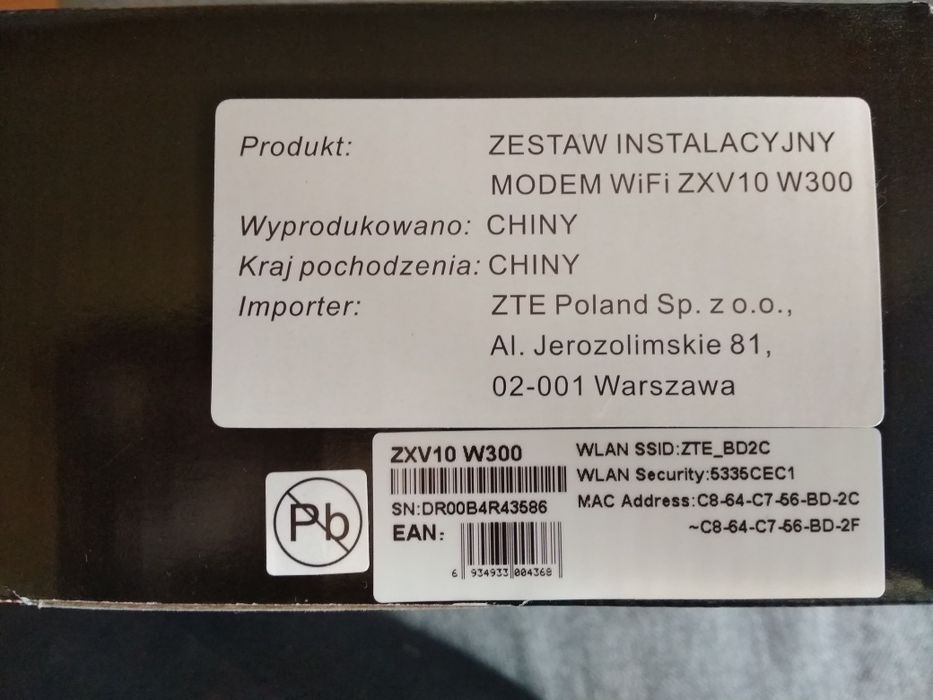 Produkt: ZESTAW INSTALACYJNY
MODEM WiFi ZXV10 W300
Wyprodukowano: CHINY
Kraj pochodzenia: CHINY
Importer: ZTE Poland Sp. z o.o.,
Al. Jerozolimskie 81,
02-001 Warszawa
ZXV10 W300
SN:DR00B4R43586
EAN:
6 934933 004368
WLAN SSID:ZTE_BD2C
WLAN Security:5335CEC1
MAC Address:C8-64-C7-56-BD-2C
~C8-64-C7-56-BD-2F
Pb